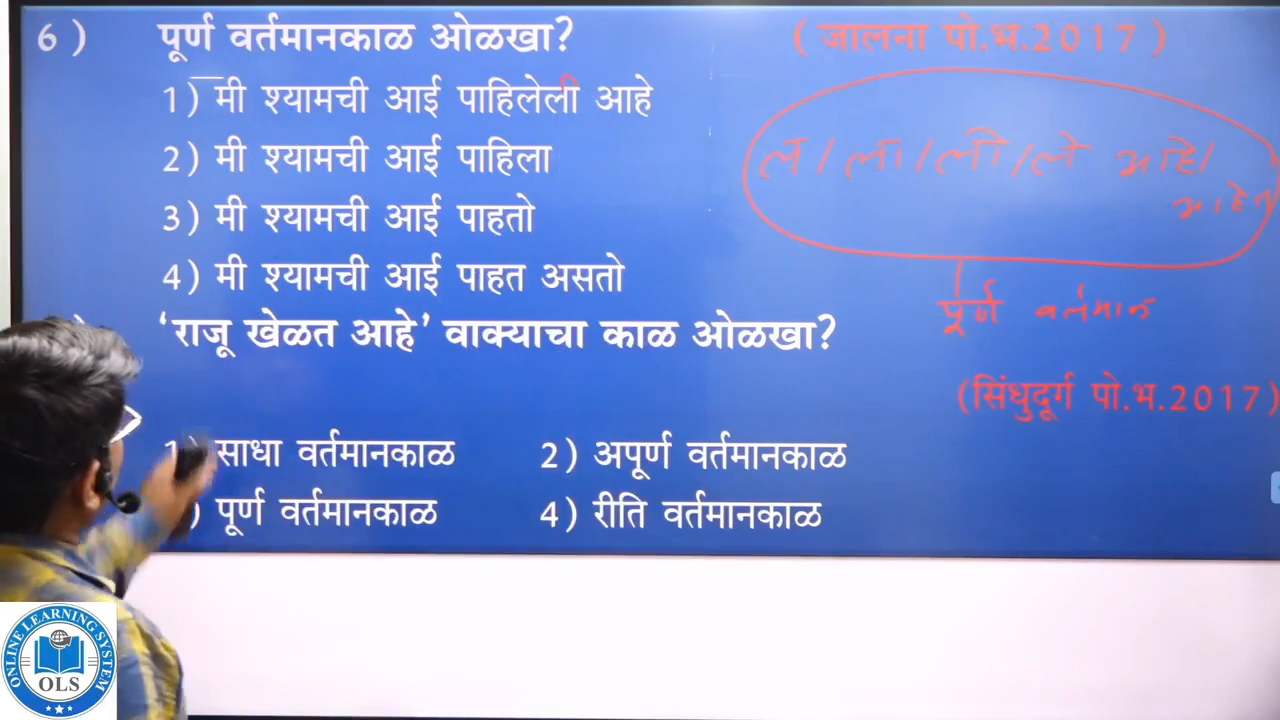 6) पूर्ण वर्तमानकाळ ओळखा? (जालना पो.भ.2017)
1) मी श्यामची आई पाहिलेली आहे
2) मी श्यामची आई पाहिला
3) मी श्यामची आई पाहतो
4) मी श्यामची आई पाहत असतो
ल/ला/ली/ले आहे/
आहेत
पूर्ण वर्तमान
'राजू खेळत आहे' वाक्याचा काळ ओळखा?
(सिंधुदूर्ग पो.भ.2017)
1) साधा वर्तमानकाळ 2) अपूर्ण वर्तमानकाळ
) पूर्ण वर्तमानकाळ 4) रीति वर्तमानकाळ
ONLINE LEARNING SYSTEM
OLS